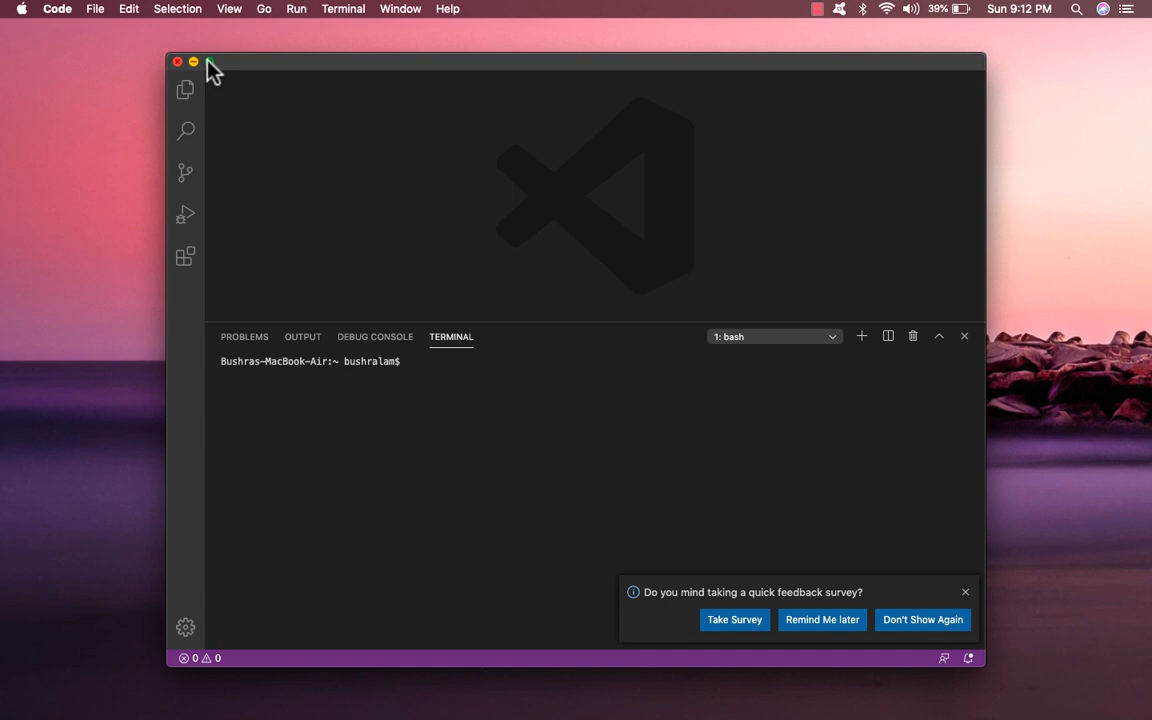 Code File Edit Selection View Go Run Terminal Window Help 39% Sun 9:12 PM
PROBLEMS OUTPUT DEBUG CONSOLE TERMINAL 1: bash
Bushras-MacBook-Air:~ bushralam$
Do you mind taking a quick feedback survey?
Take Survey Remind Me later Don't Show Again
0 0